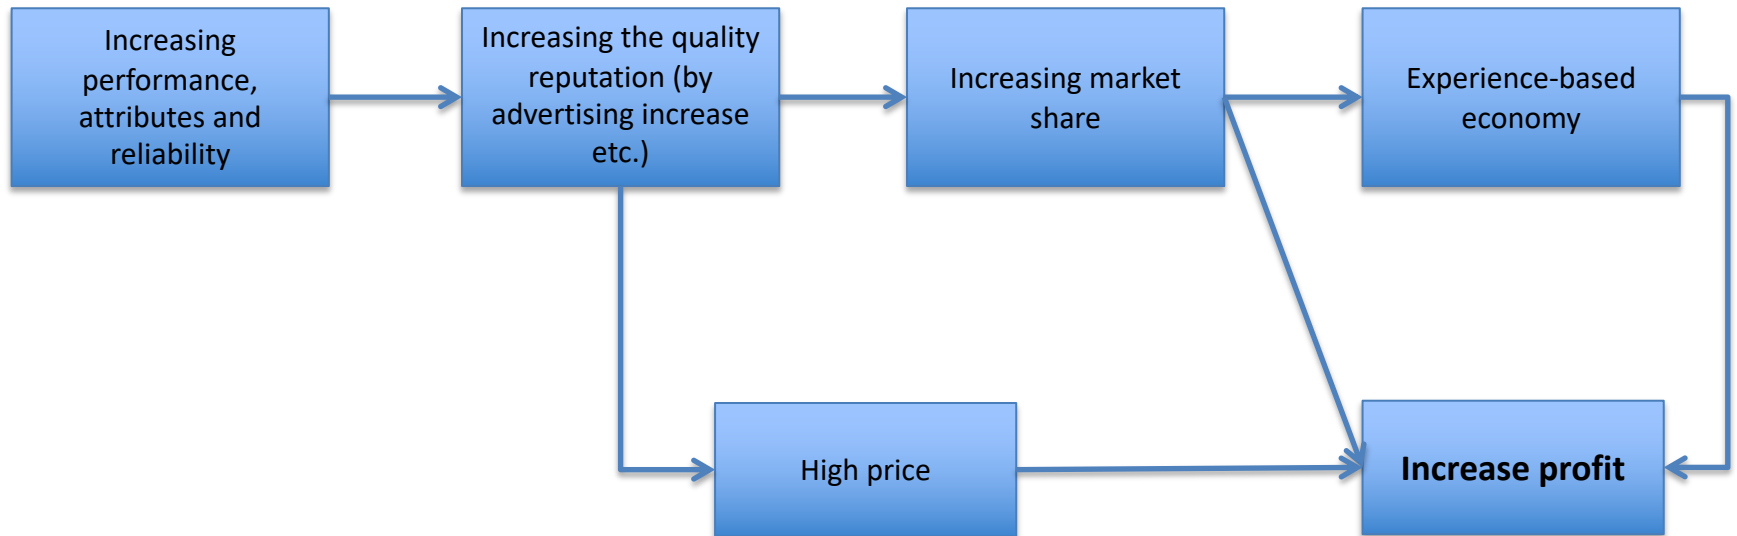 Increasing
performance,
attributes and
reliability
Increasing the quality
reputation (by
advertising increase
etc.)
Increasing market
share
Experience-based
economy
High price
Increase profit